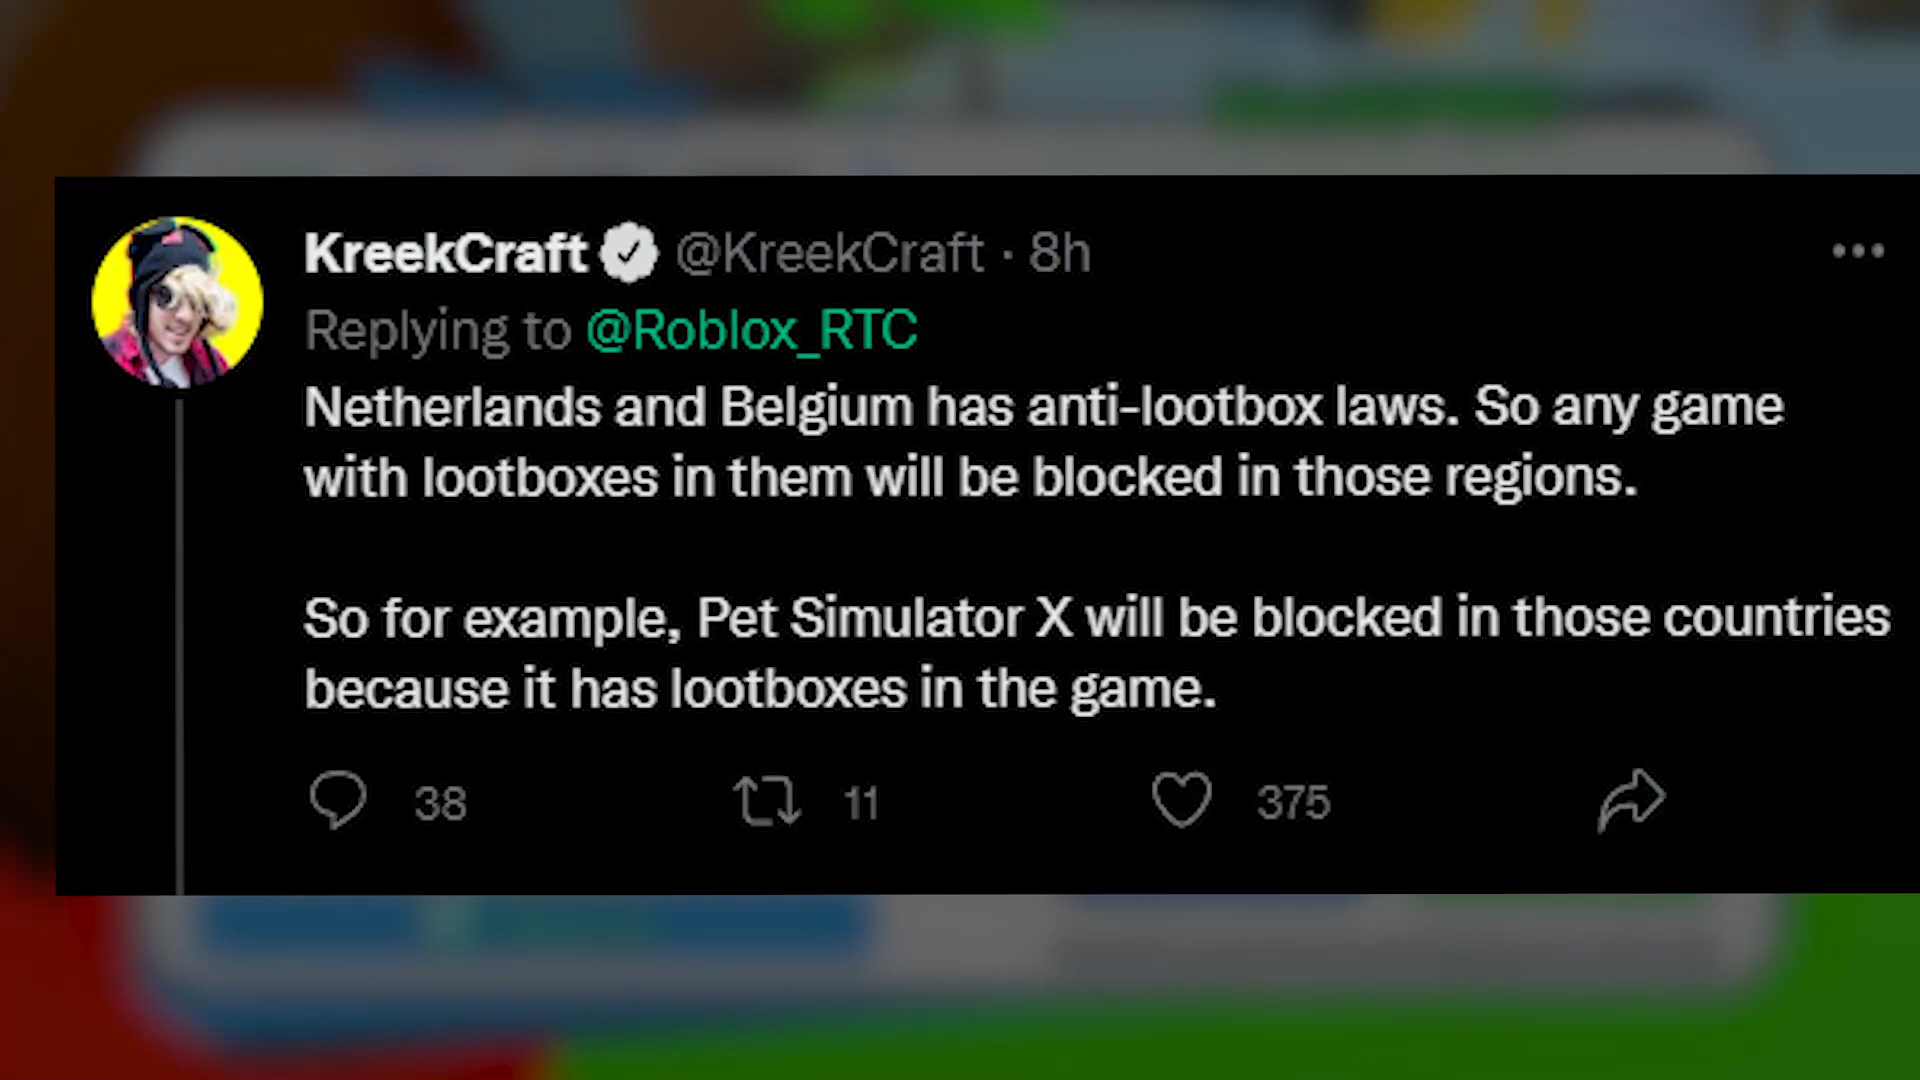 KreekCraft @KreekCraft · 8h
Replying to @Roblox_RTC
Netherlands and Belgium has anti-lootbox laws. So any game
with lootboxes in them will be blocked in those regions.
So for example, Pet Simulator X will be blocked in those countries
because it has lootboxes in the game.
38 11 375